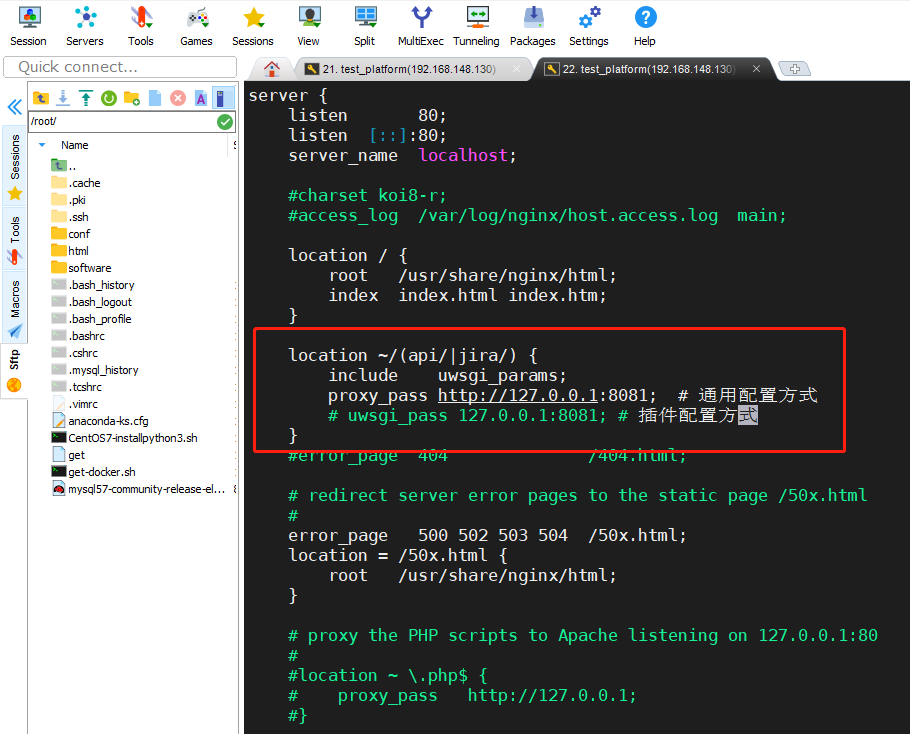 Session Servers Tools Games Sessions View Split MultiExec Tunneling Packages Settings Help
Quick connect...
21. test_platform(192.168.148.130)
22. test_platform(192.168.148.130)
/root/
Name
..
.cache
.pki
.ssh
conf
html
software
.bash_history
.bash_logout
.bash_profile
.bashrc
.cshrc
.mysql_history
.tcshrc
.vimrc
anaconda-ks.cfg
CentOS7-installpython3.sh
get
get-docker.sh
mysql57-community-release-el...
Sessions
Tools
Macros
Sftp
server {
listen 80;
listen [::]:80;
server_name localhost;
#charset koi8-r;
#access_log /var/log/nginx/host.access.log main;
location / {
root /usr/share/nginx/html;
index index.html index.htm;
}
location ~/(api/|jira/) {
include uwsgi_params;
proxy_pass http://127.0.0.1:8081; # 通用配置方式
# uwsgi_pass 127.0.0.1:8081; # 插件配置方式
}
#error_page 404 /404.html;
# redirect server error pages to the static page /50x.html
#
error_page 500 502 503 504 /50x.html;
location = /50x.html {
root /usr/share/nginx/html;
}
# proxy the PHP scripts to Apache listening on 127.0.0.1:80
#
#location ~ \.php$ {
# proxy_pass http://127.0.0.1;
#}